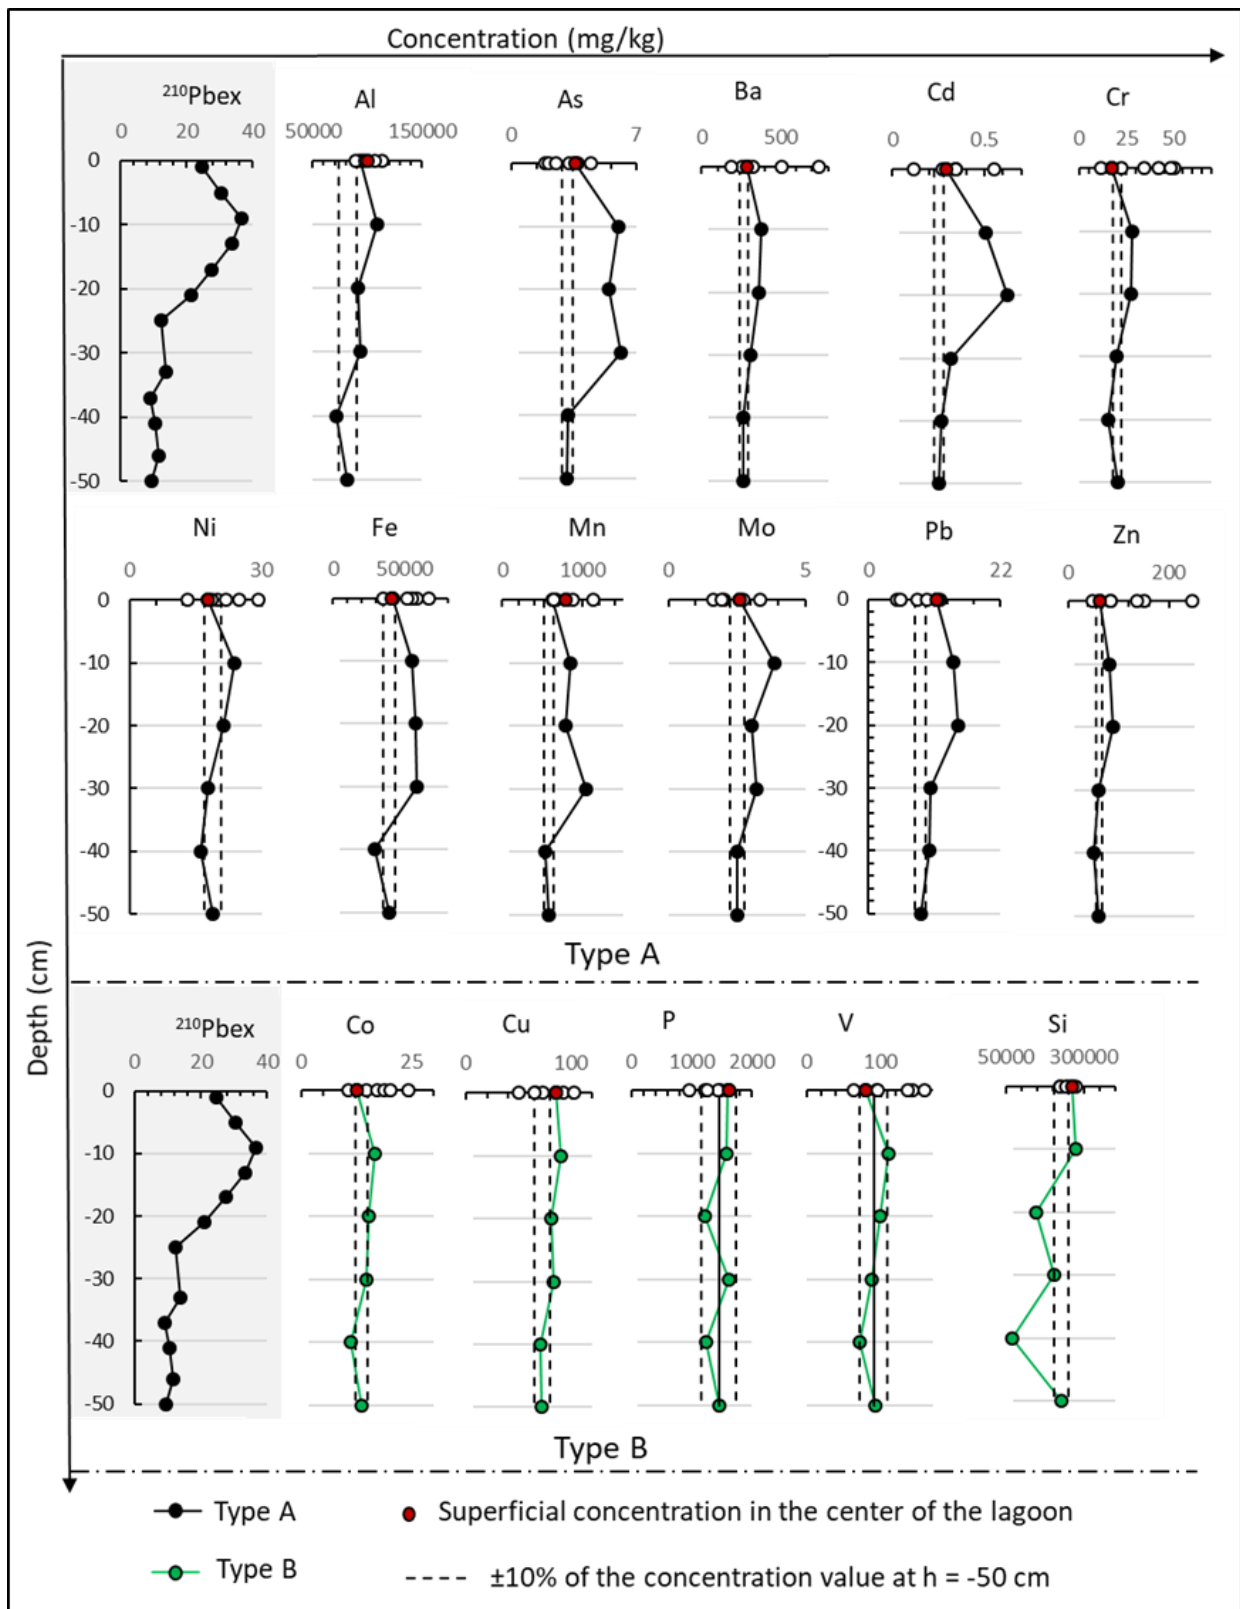 Concentration (mg/kg)
²¹⁰Pbex Al As Ba Cd Cr
0 20 40 50000 150000 0 7 0 500 0 0.5 0 25 50
0
-10
-20
-30
-40
-50
Ni Fe Mn Mo Pb Zn
0 30 0 50000 0 1000 0 5 0 22 0 200
0 0
-10 -10
-20 -20
-30 -30
-40 -40
-50 -50
Type A
Depth (cm)
²¹⁰Pbex Co Cu P V Si
0 20 40 0 25 0 100 0 1000 2000 0 100 50000 300000
0
-10
-20
-30
-40
-50
Type B
Type A Superficial concentration in the center of the lagoon
Type B ±10% of the concentration value at h = -50 cm